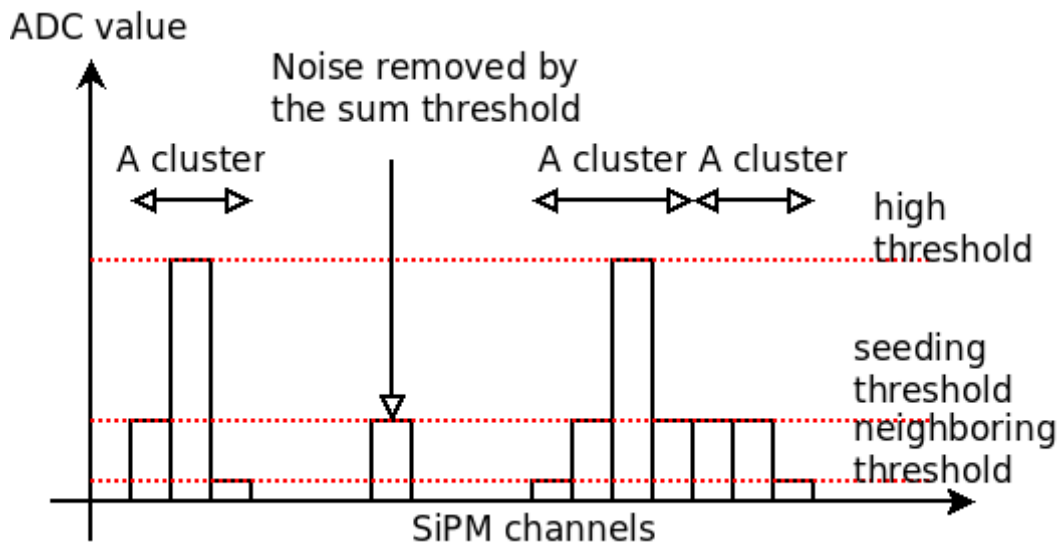 ADC value
Noise removed by
the sum threshold
A cluster
A cluster
A cluster
high
threshold
seeding
threshold
neighboring
threshold
SiPM channels